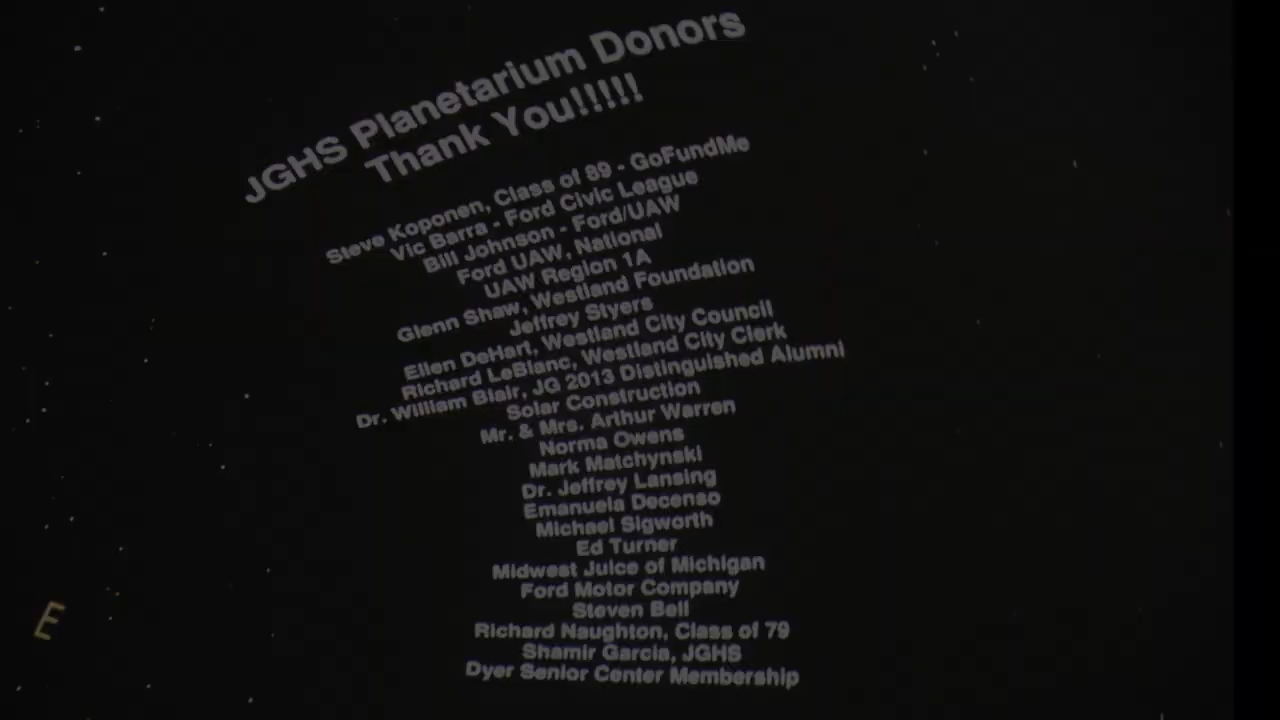 JGHS Planetarium Donors
Thank You!!!!!
Steve Koponen, Class of 89 - GoFundMe
Vic Barra - Ford Civic League
Bill Johnson - Ford/UAW
Ford UAW, National
UAW Region 1A
Glenn Shaw, Westland Foundation
Jeffrey Styers
Ellen DeHart, Westland City Council
Richard LeBlanc, Westland City Clerk
Dr. William Blair, JG 2013 Distinguished Alumni
Solar Construction
Mr. & Mrs. Arthur Warren
Norma Owens
Mark Matchynski
Dr. Jeffrey Lansing
Emanuela Decenso
Michael Sigworth
Ed Turner
Midwest Juice of Michigan
Ford Motor Company
Steven Bell
Richard Naughton, Class of 79
Shamir Garcia, JGHS
Dyer Senior Center Membership
E